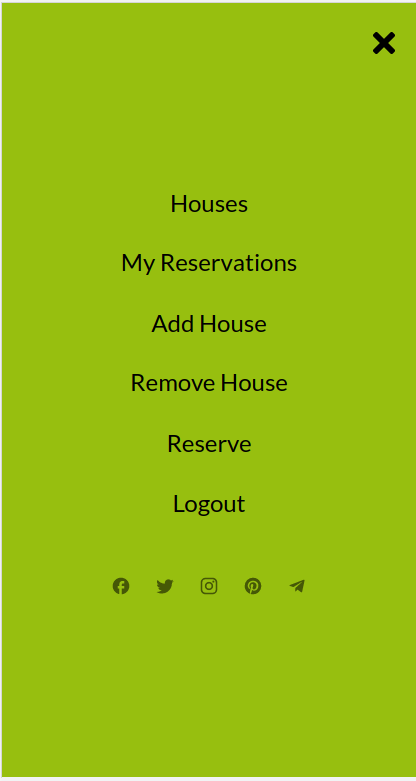 Houses
My Reservations
Add House
Remove House
Reserve
Logout